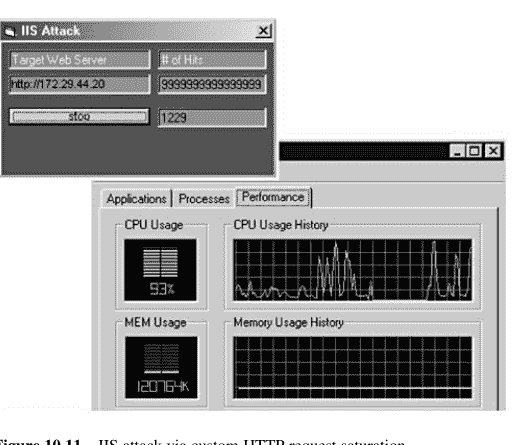 IIS Attack
Target Web Server
# of Hits
http://172.29.44.20
9999999999999999
stop
1229
Applications
Processes
Performance
CPU Usage
CPU Usage History
93%
MEM Usage
Memory Usage History
120764K
Figure 10.11 IIS attack via custom HTTP request saturation